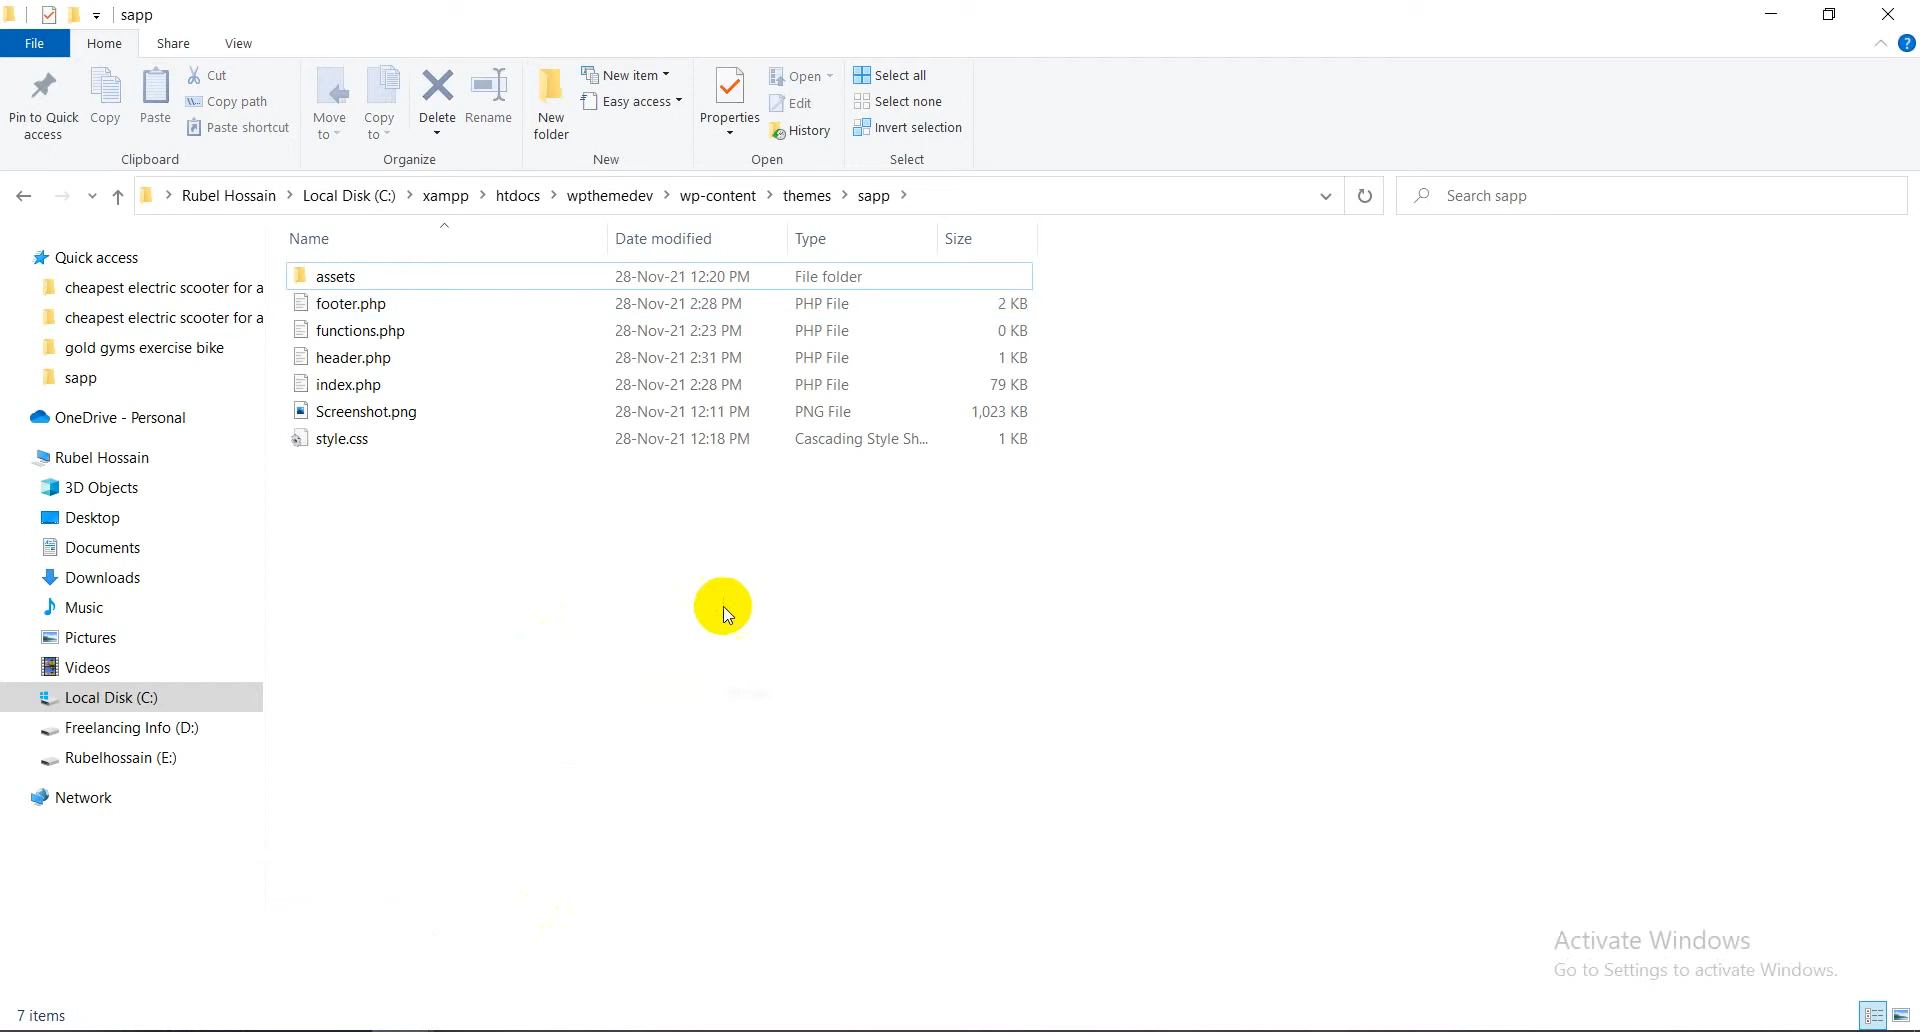 sapp
File Home Share View
Pin to Quick access
Copy
Paste
Cut
Copy path
Paste shortcut
Clipboard
Move to
Copy to
Delete
Rename
Organize
New folder
New item
Easy access
New
Properties
Open
Edit
History
Open
Select all
Select none
Invert selection
Select
Rubel Hossain > Local Disk (C:) > xampp > htdocs > wpthemedev > wp-content > themes > sapp >
Search sapp
Quick access
cheapest electric scooter for a
cheapest electric scooter for a
gold gyms exercise bike
sapp
OneDrive - Personal
Rubel Hossain
3D Objects
Desktop
Documents
Downloads
Music
Pictures
Videos
Local Disk (C:)
Freelancing Info (D:)
Rubelhossain (E:)
Network
Name Date modified Type Size
assets 28-Nov-21 12:20 PM File folder
footer.php 28-Nov-21 2:28 PM PHP File 2 KB
functions.php 28-Nov-21 2:23 PM PHP File 0 KB
header.php 28-Nov-21 2:31 PM PHP File 1 KB
index.php 28-Nov-21 2:28 PM PHP File 79 KB
Screenshot.png 28-Nov-21 12:11 PM PNG File 1,023 KB
style.css 28-Nov-21 12:18 PM Cascading Style Sh... 1 KB
Activate Windows
Go to Settings to activate Windows.
7 items